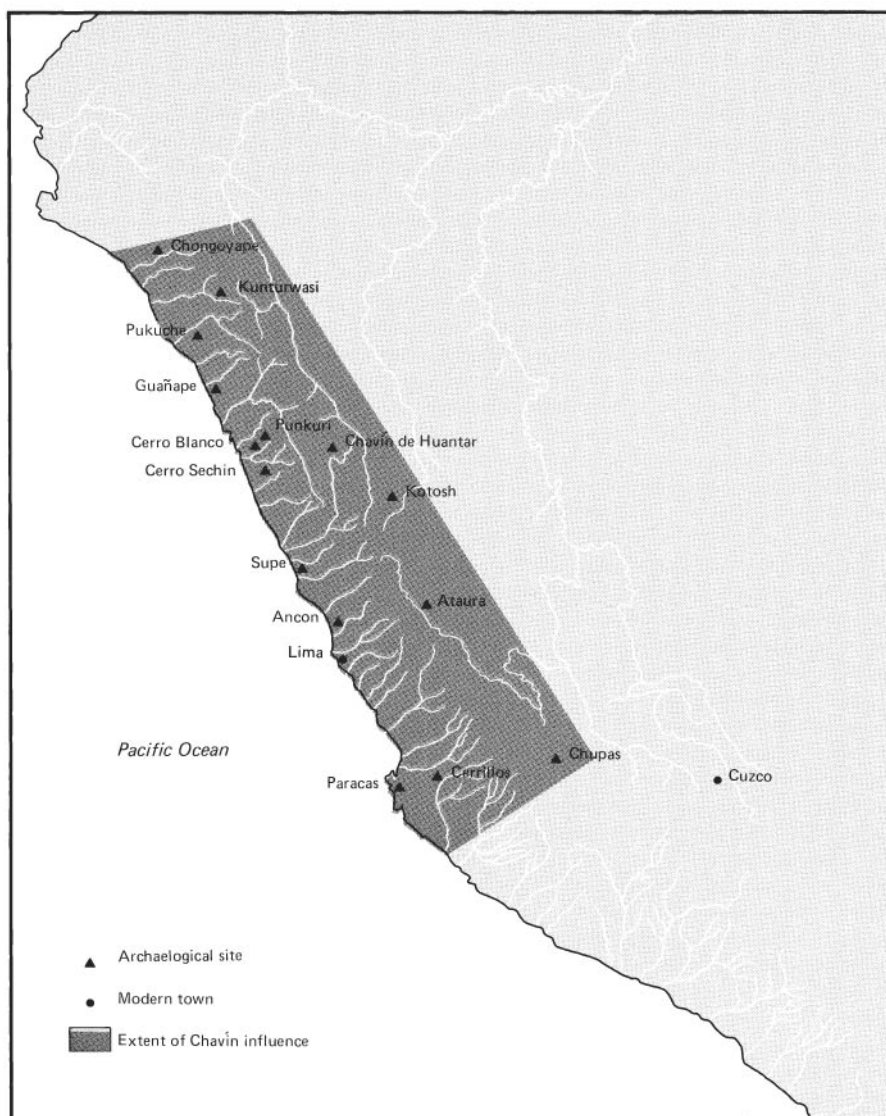 Chongoyape
Kunturwasi
Pukuche
Guañape
Punkuri
Cerro Blanco
Chavín de Huantar
Cerro Sechin
Kotosh
Supe
Ataura
Ancon
Lima
Pacific Ocean
Chupas
Cerrillos
Cuzco
Paracas
Archaelogical site
Modern town
Extent of Chavín influence